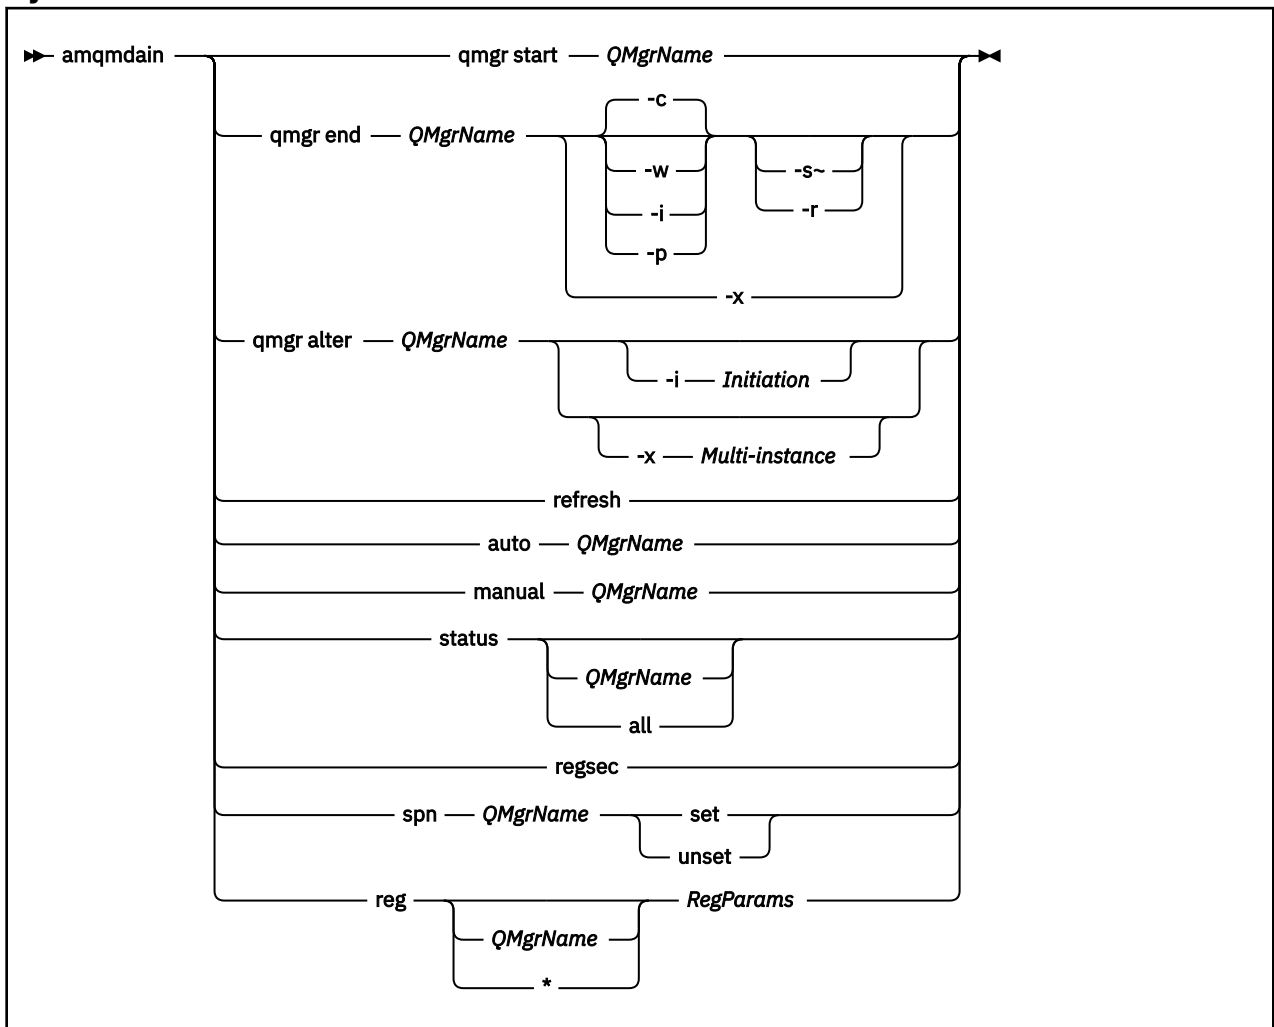 amqmdain qmgr start QMgrName
-c
qmgr end QMgrName
-w -s~
-i -r
-p
-x
qmgr alter QMgrName
-i Initiation
-x Multi-instance
refresh
auto QMgrName
manual QMgrName
status
QMgrName
all
regsec
spn QMgrName set
unset
reg RegParams
QMgrName
*